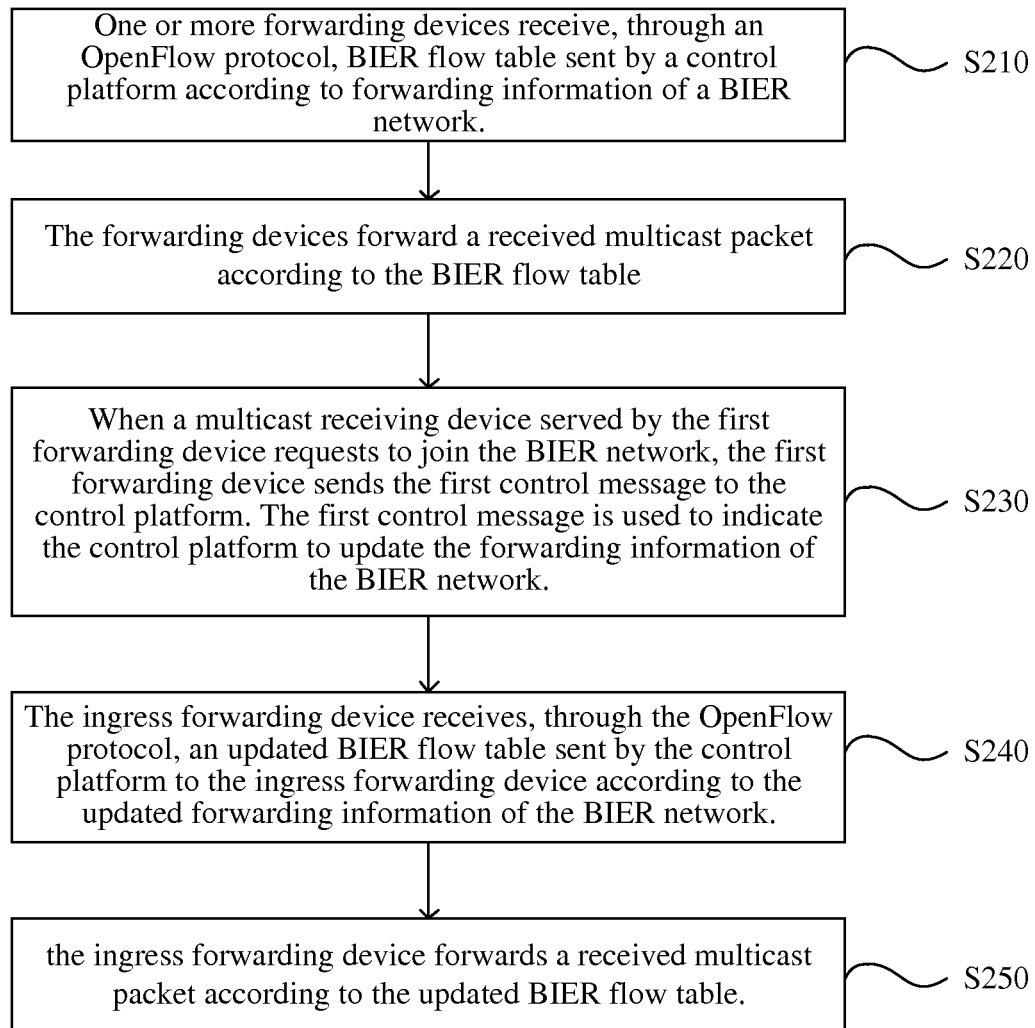 One or more forwarding devices receive, through an
OpenFlow protocol, BIER flow table sent by a control
platform according to forwarding information of a BIER
network.
S210
The forwarding devices forward a received multicast packet
according to the BIER flow table
S220
When a multicast receiving device served by the first
forwarding device requests to join the BIER network, the first
forwarding device sends the first control message to the
control platform. The first control message is used to indicate
the control platform to update the forwarding information of
the BIER network.
S230
The ingress forwarding device receives, through the OpenFlow
protocol, an updated BIER flow table sent by the control
platform to the ingress forwarding device according to the
updated forwarding information of the BIER network.
S240
the ingress forwarding device forwards a received multicast
packet according to the updated BIER flow table.
S250